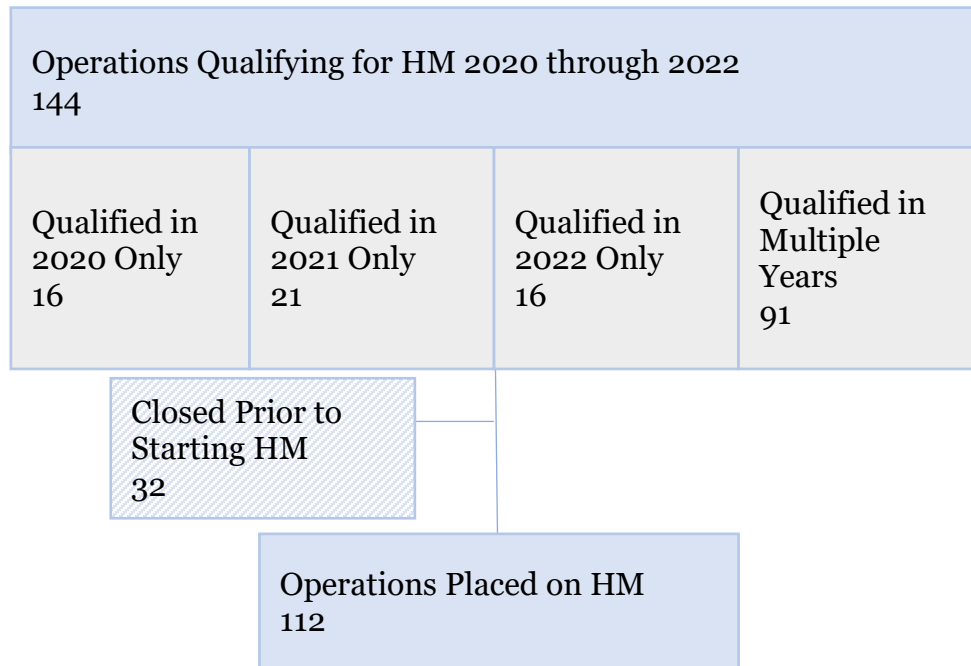 Operations Qualifying for HM 2020 through 2022
144
Qualified in
2020 Only
16
Qualified in
2021 Only
21
Qualified in
2022 Only
16
Qualified in
Multiple
Years
91
Closed Prior to
Starting HM
32
Operations Placed on HM
112